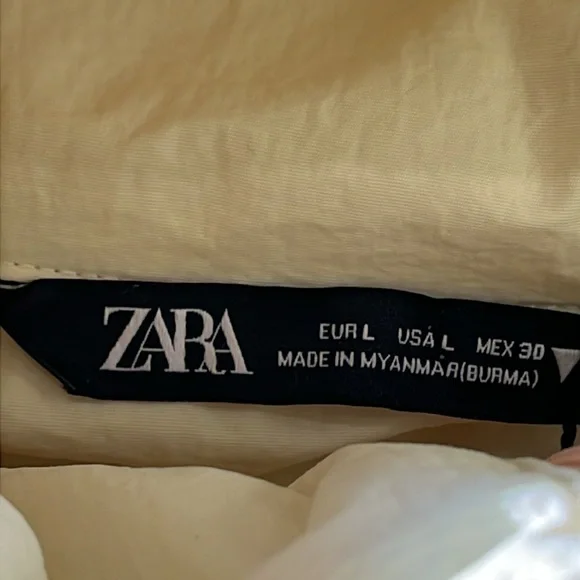 ZARA
EUR L USA L MEX 30
MADE IN MYANMAR(BURMA)